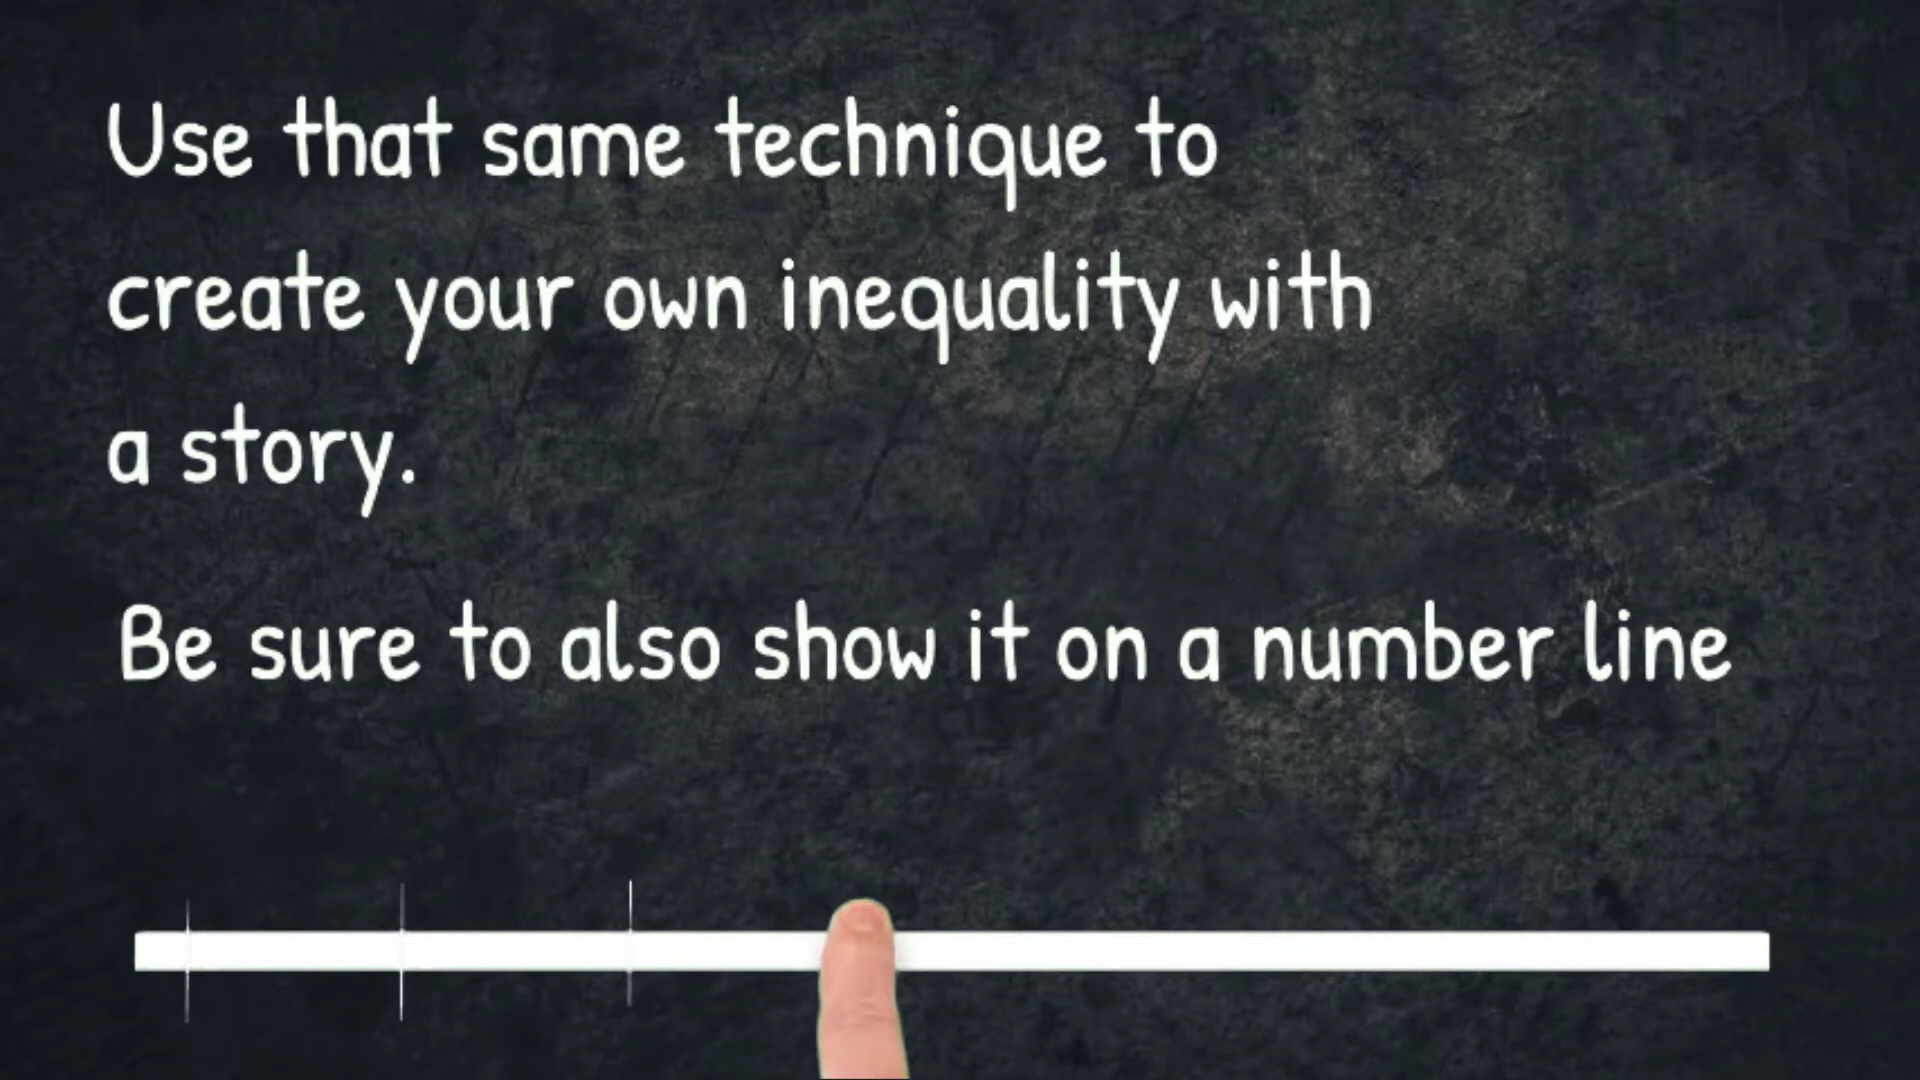 Use that same technique to
create your own inequality with
a story.
Be sure to also show it on a number line